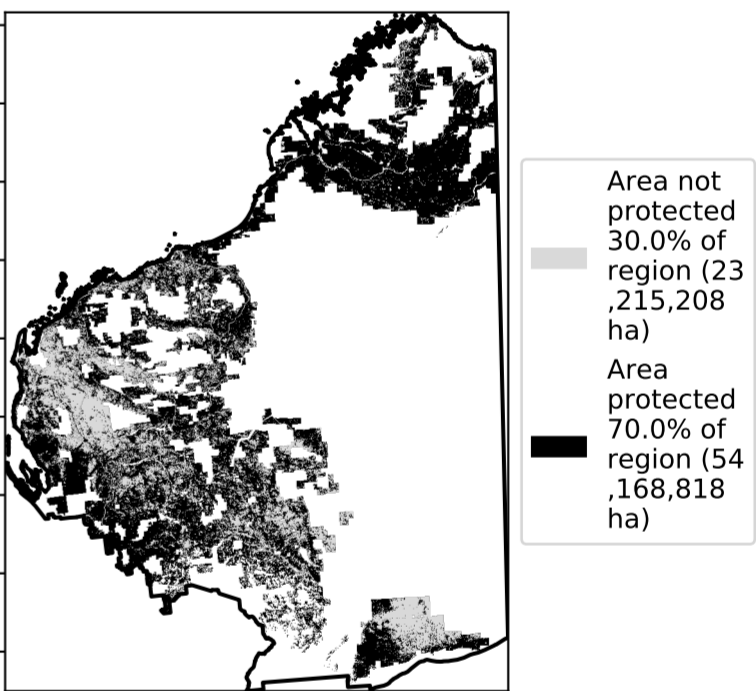 Area not
protected
30.0% of
region (23
,215,208
ha)
Area
protected
70.0% of
region (54
,168,818
ha)